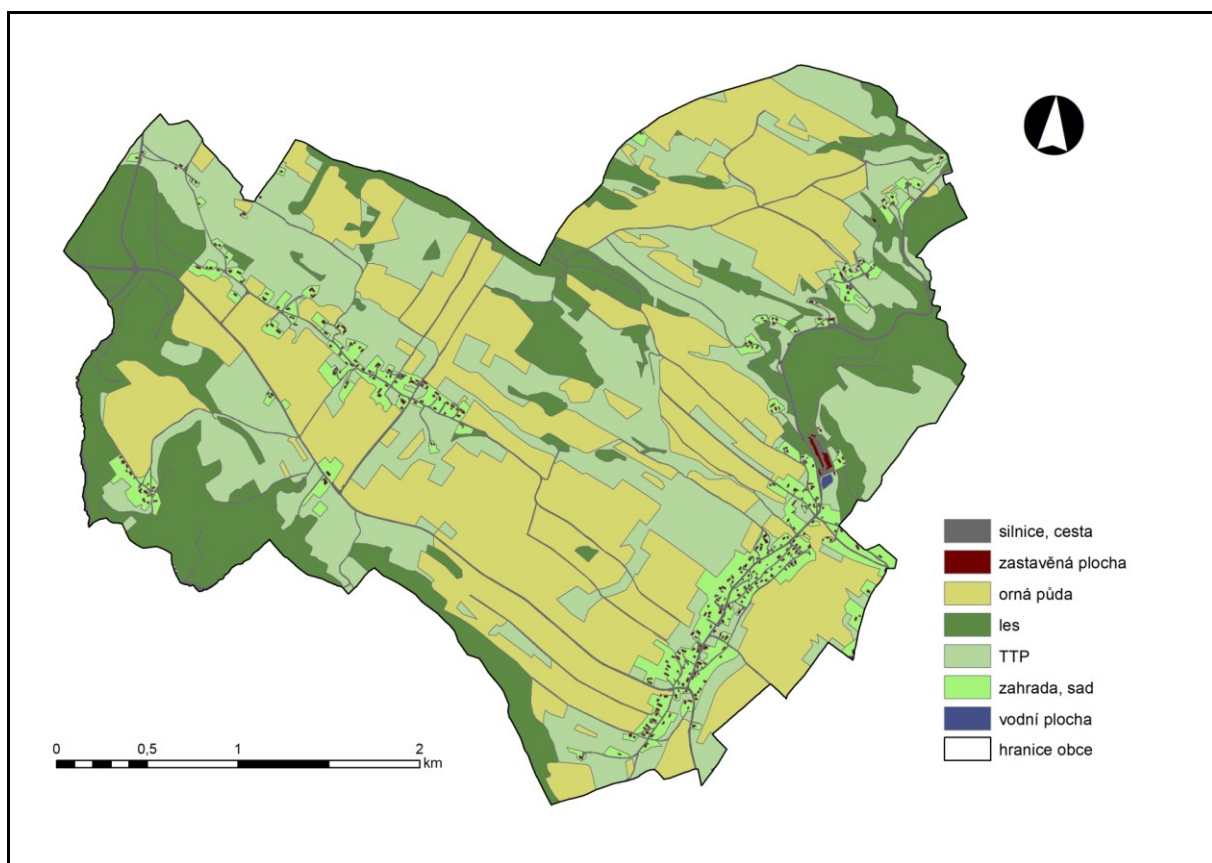 silnice, cesta
zastavěná plocha
orná půda
les
TTP
zahrada, sad
vodní plocha
hranice obce
0 0,5 1 2
km